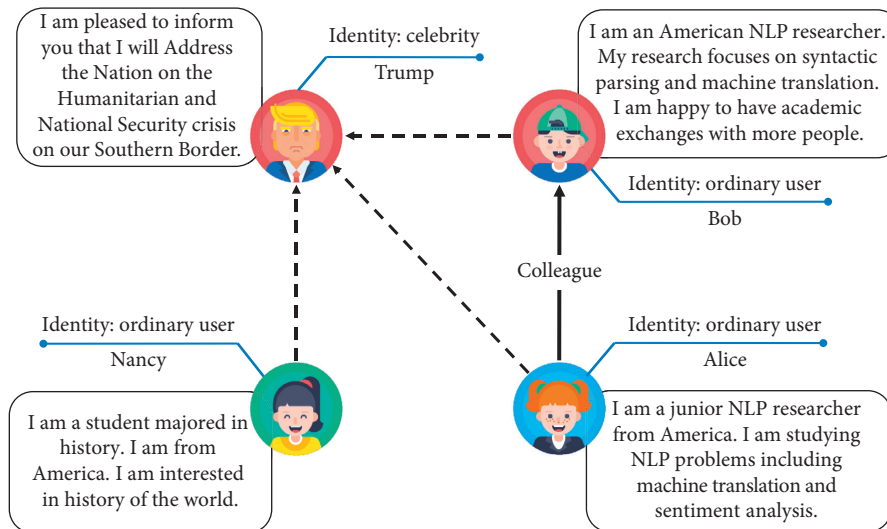 I am pleased to inform
you that I will Address
the Nation on the
Humanitarian and
National Security crisis
on our Southern Border.
Identity: celebrity
Trump
I am an American NLP researcher.
My research focuses on syntactic
parsing and machine translation.
I am happy to have academic
exchanges with more people.
Identity: ordinary user
Bob
Colleague
Identity: ordinary user
Nancy
I am a student majored in
history. I am from
America. I am interested
in history of the world.
Identity: ordinary user
Alice
I am a junior NLP researcher
from America. I am studying
NLP problems including
machine translation and
sentiment analysis.